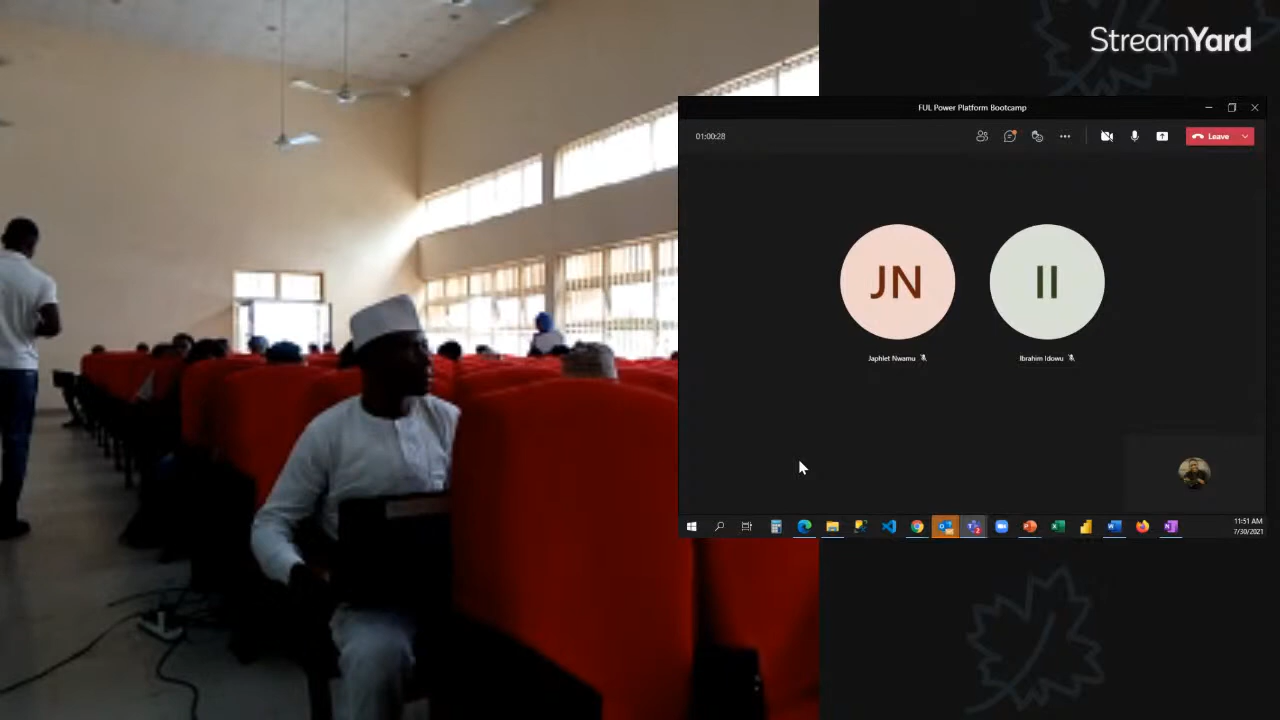 StreamYard
FUL Power Platform Bootcamp
01:00:28
Leave
JN
II
Japhlet Nwamu
Ibrahim Idowu
11:51 AM
7/30/2021